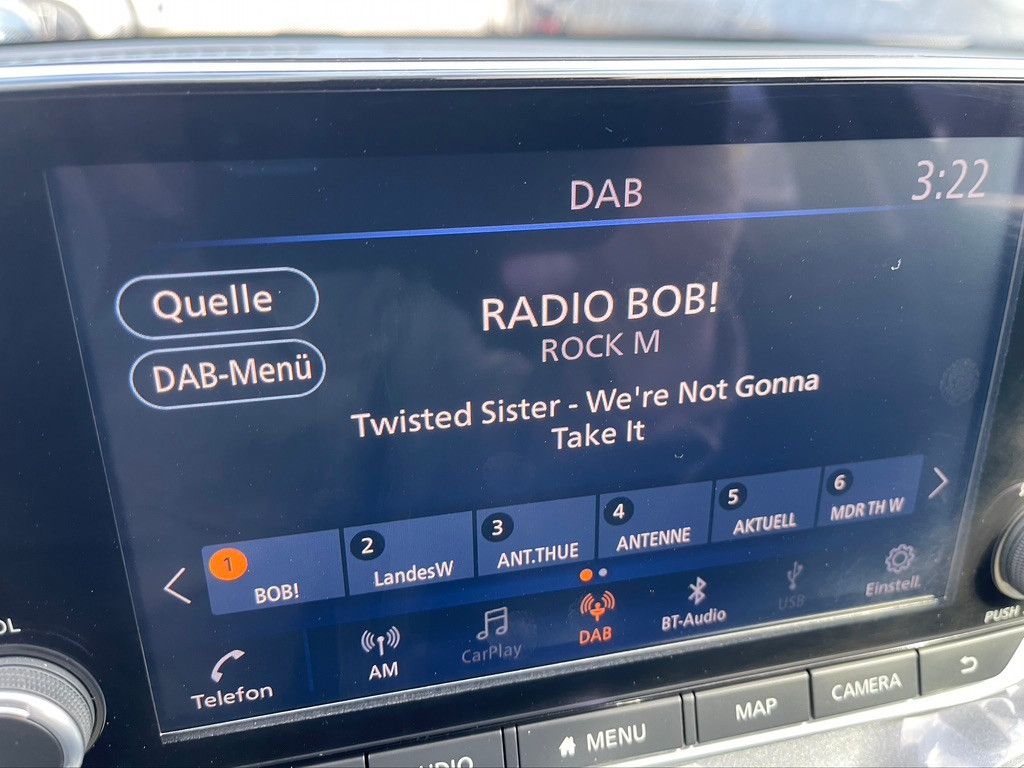 DAB
3:22
Quelle
RADIO BOB!
ROCK M
DAB-Menü
Twisted Sister - We're Not Gonna
Take It
1 BOB!
2 LandesW
3 ANT.THUE
4 ANTENNE
5 AKTUELL
6 MDR TH W
Telefon
AM
CarPlay
DAB
BT-Audio
USB
Einstell.
PUSH
MENU
MAP
CAMERA